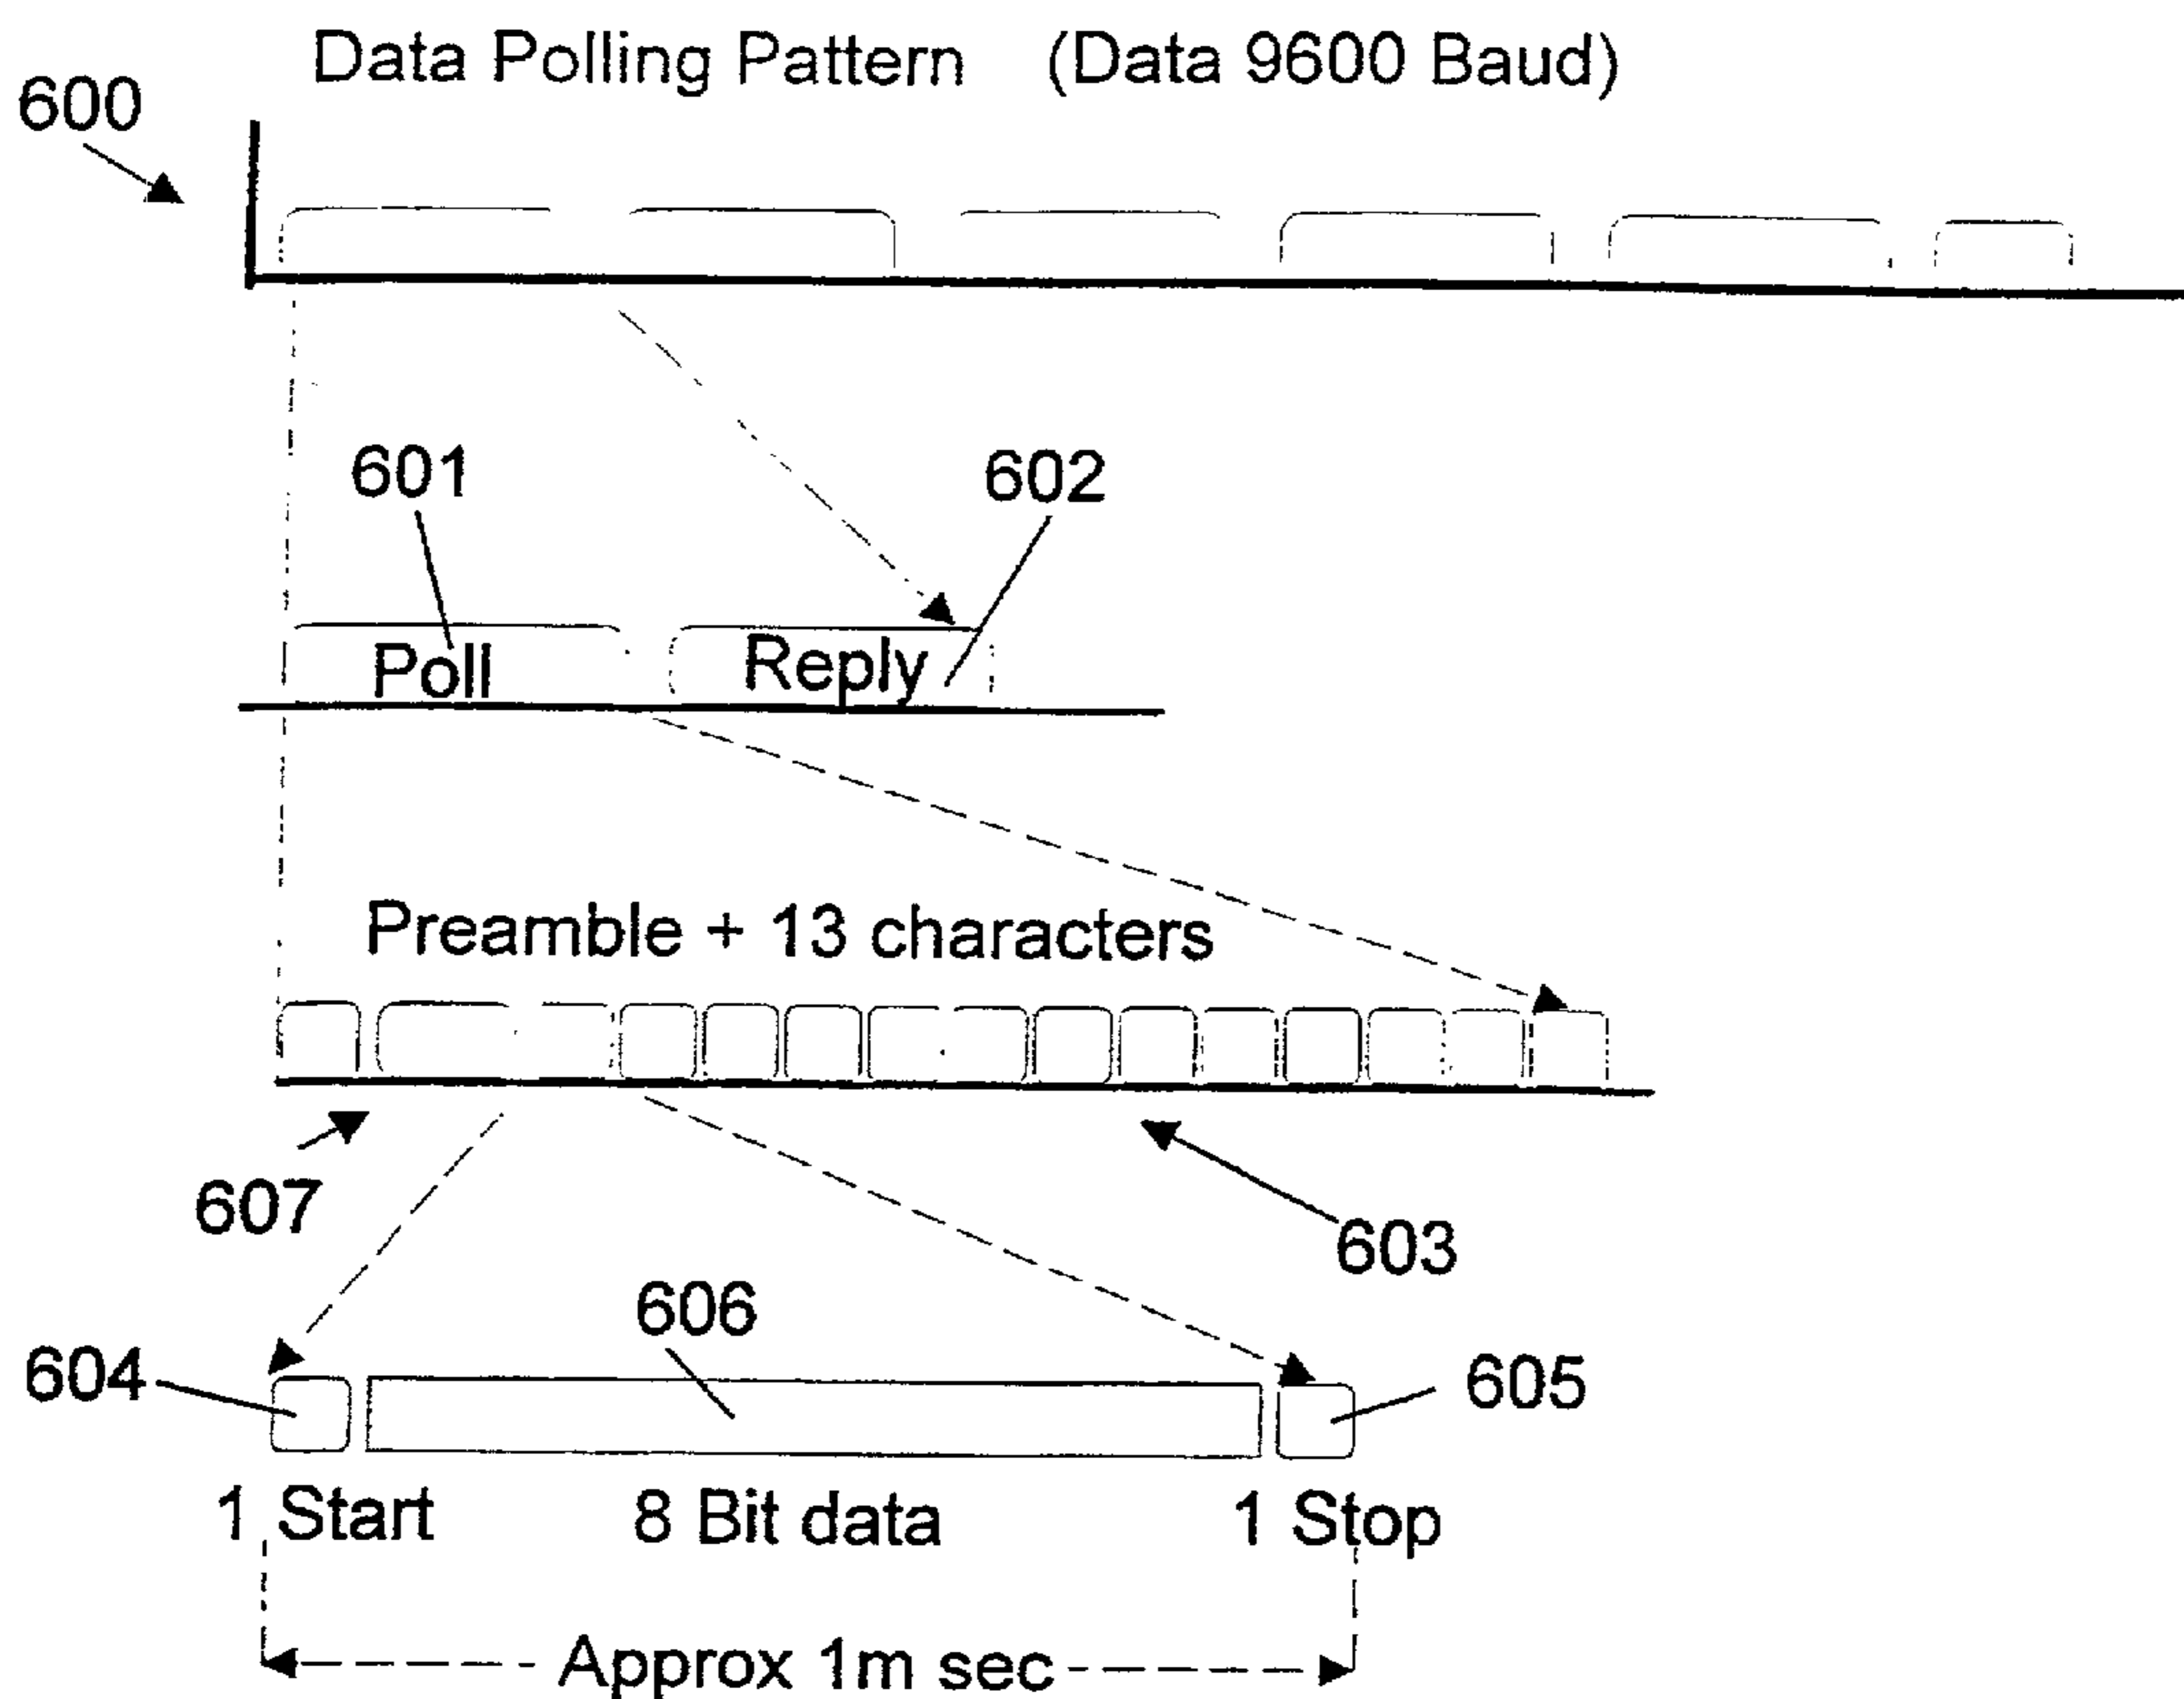 Data Polling Pattern (Data 9600 Baud)
600
601
602
Poll
Reply
Preamble + 13 characters
607
603
606
604
605
1 Start
8 Bit data
1 Stop
Approx 1m sec